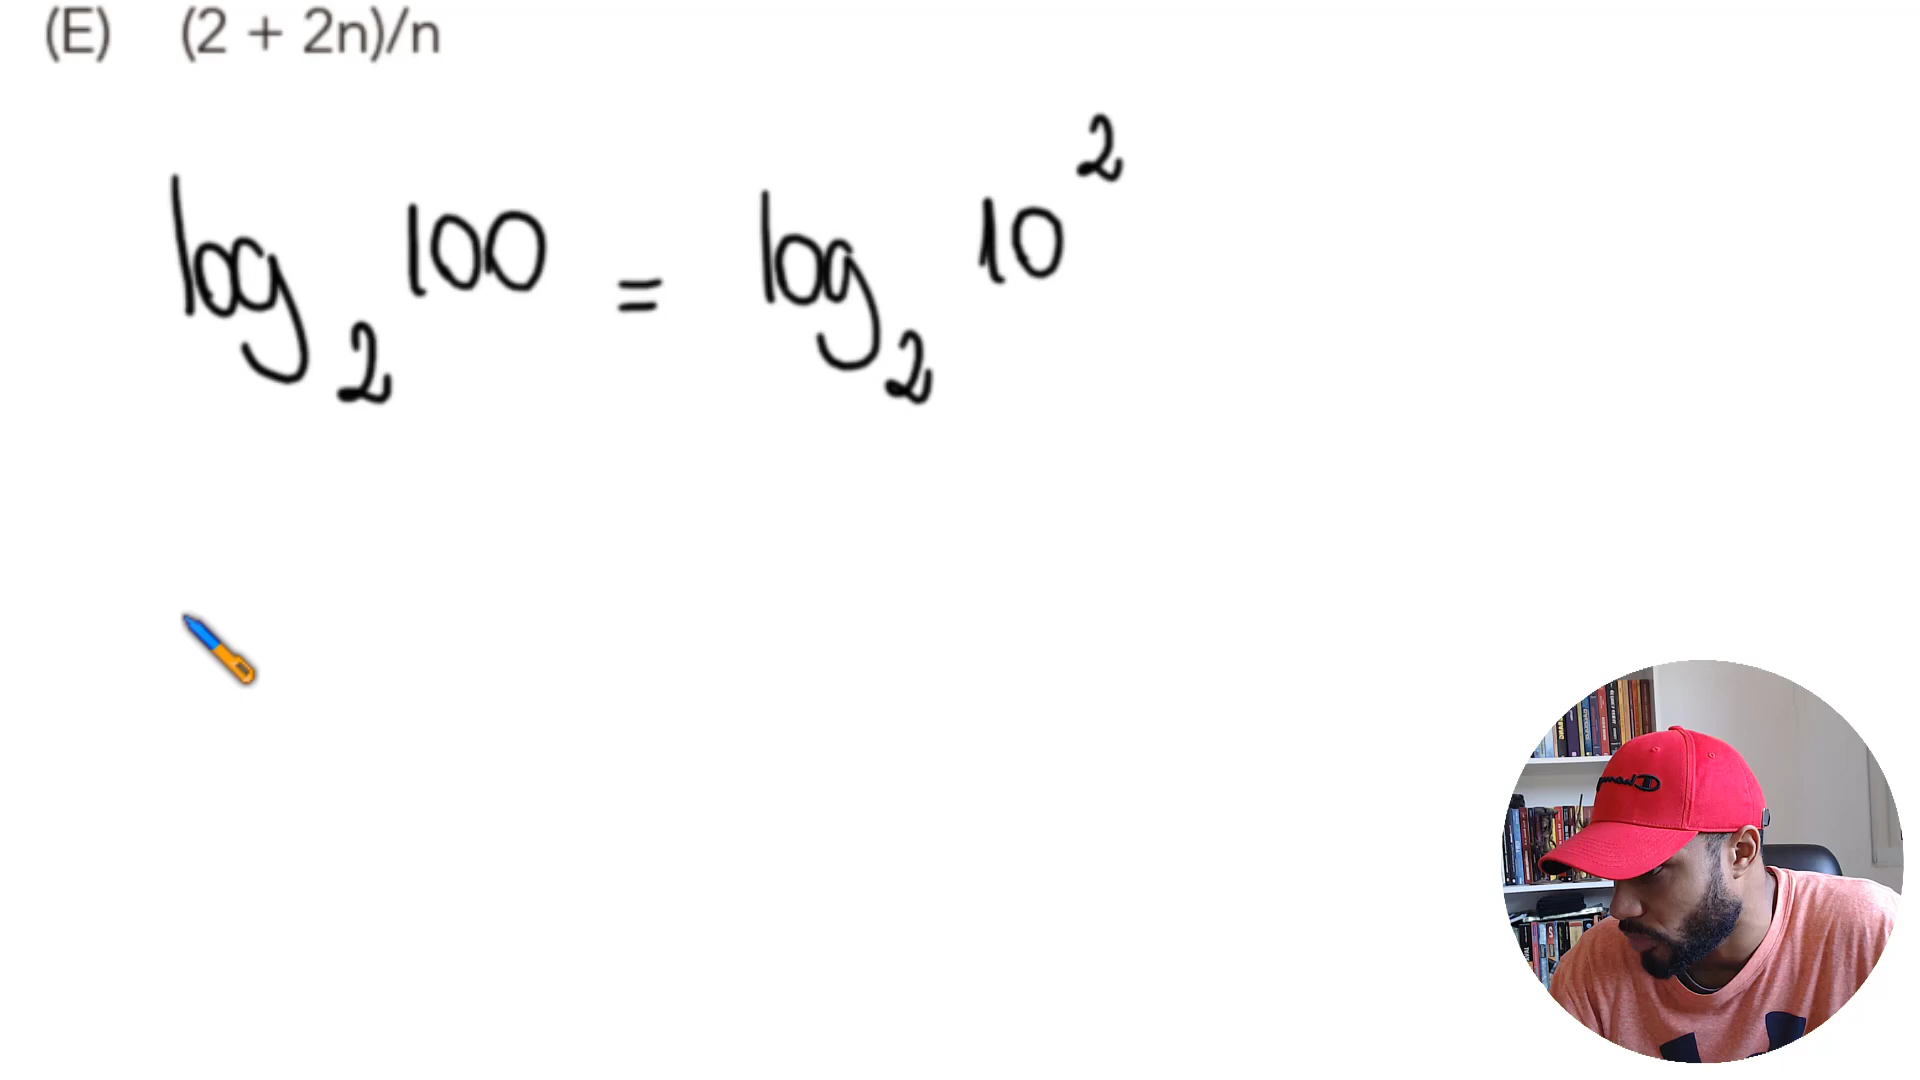 (E) (2 + 2n)/n
log₂ 100 = log₂ 10²